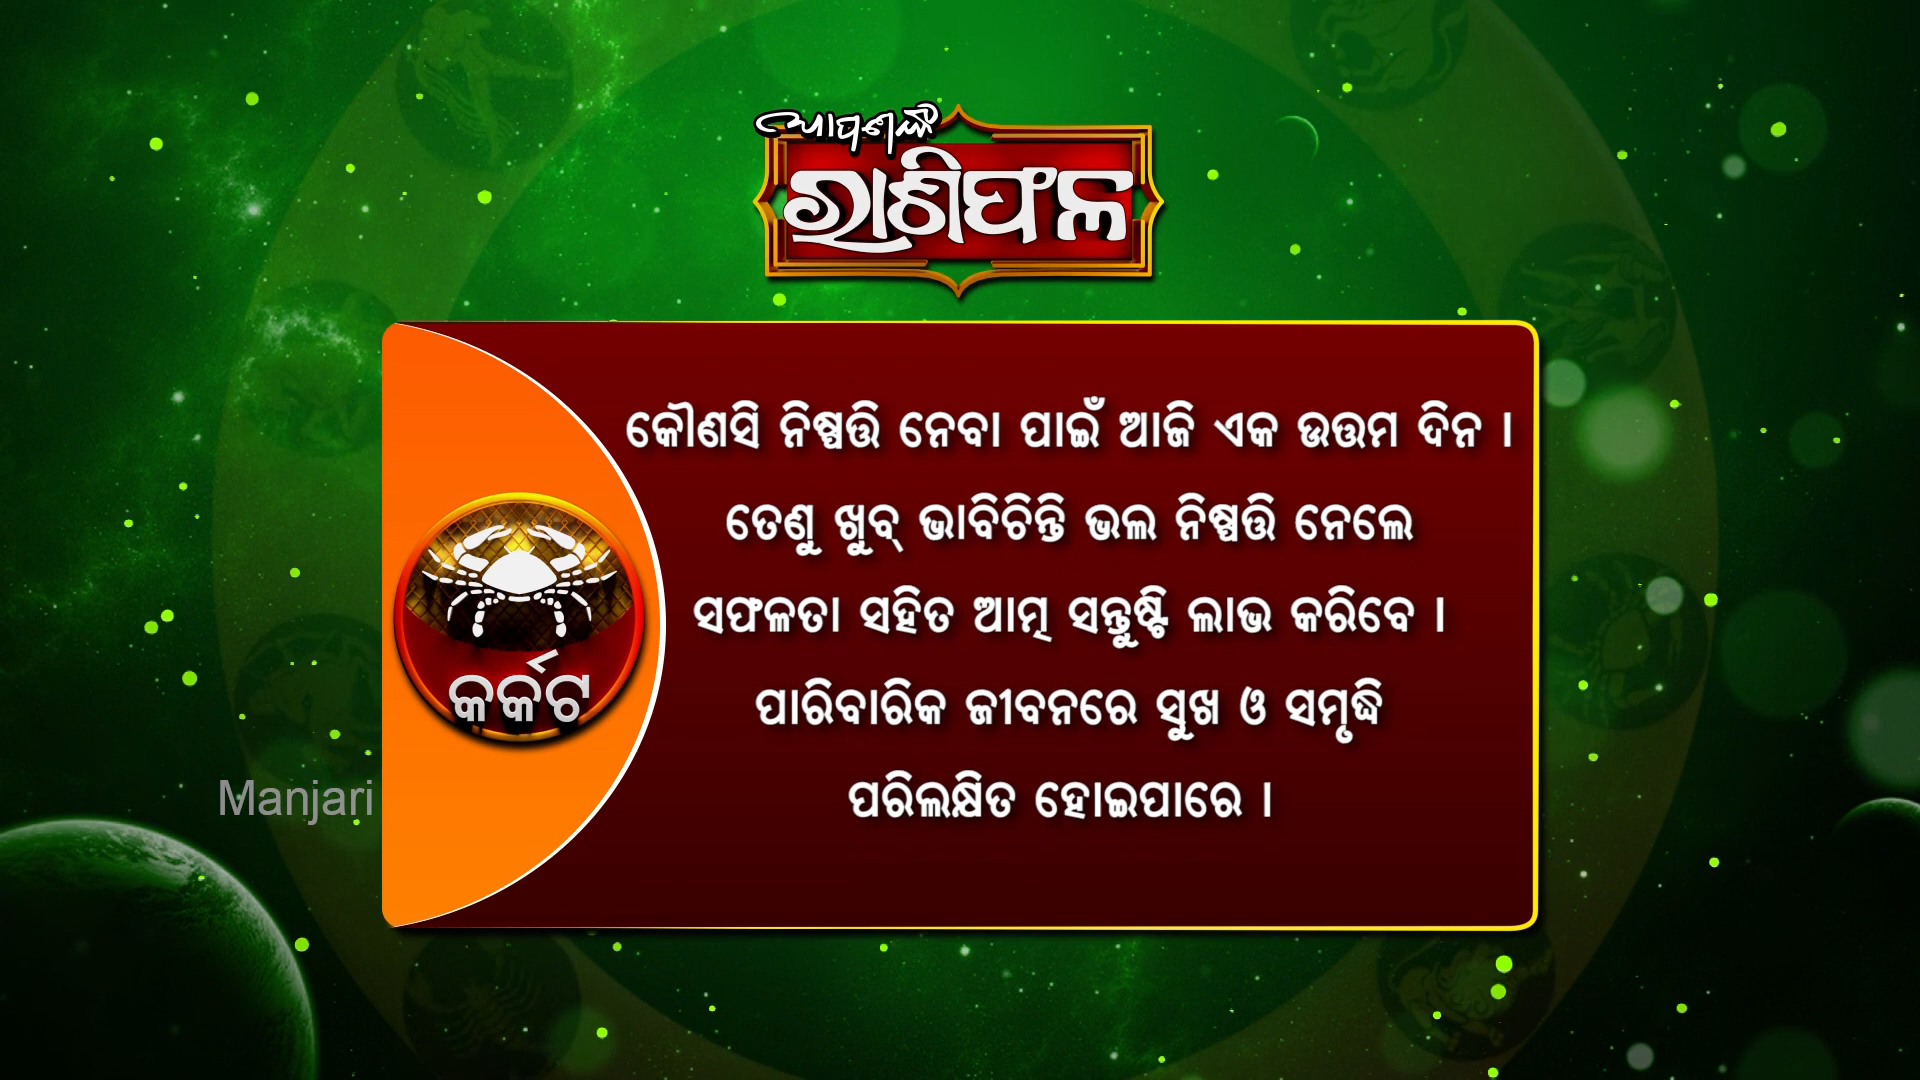 ଆପଣଙ୍କ
ରାଶିଫଳ
କୌଣସି ନିଷ୍ପତ୍ତି ନେବା ପାଇଁ ଆଜି ଏକ ଉତ୍ତମ ଦିନ ।
ତେଣୁ ଖୁବ୍ ଭାବିଚିନ୍ତି ଭଲ ନିଷ୍ପତ୍ତି ନେଲେ
ସଫଳତା ସହିତ ଆତ୍ମ ସନ୍ତୁଷ୍ଟି ଲାଭ କରିବେ ।
ପାରିବାରିକ ଜୀବନରେ ସୁଖ ଓ ସମୃଦ୍ଧି
ପରିଲକ୍ଷିତ ହୋଇପାରେ ।
କର୍କଟ
Manjari